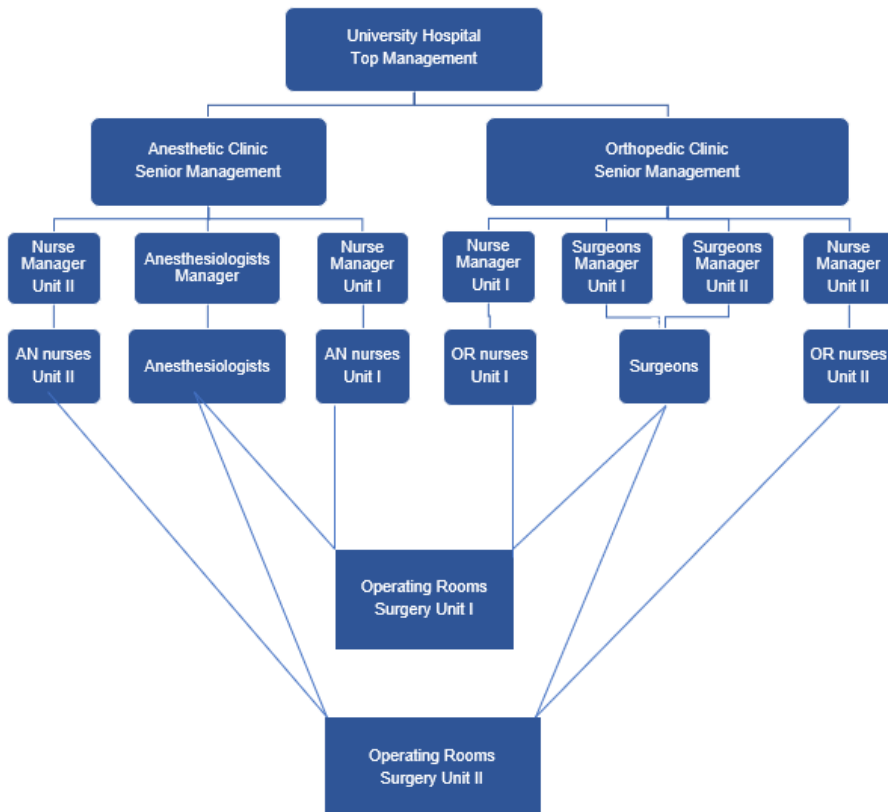 University Hospital
Top Management
Anesthetic Clinic
Senior Management
Orthopedic Clinic
Senior Management
Nurse
Manager
Unit II
Anesthesiologists
Manager
Nurse
Manager
Unit I
Nurse
Manager
Unit I
Surgeons
Manager
Unit I
Surgeons
Manager
Unit II
Nurse
Manager
Unit II
AN nurses
Unit II
Anesthesiologists
AN nurses
Unit I
OR nurses
Unit I
Surgeons
OR nurses
Unit II
Operating Rooms
Surgery Unit I
Operating Rooms
Surgery Unit II